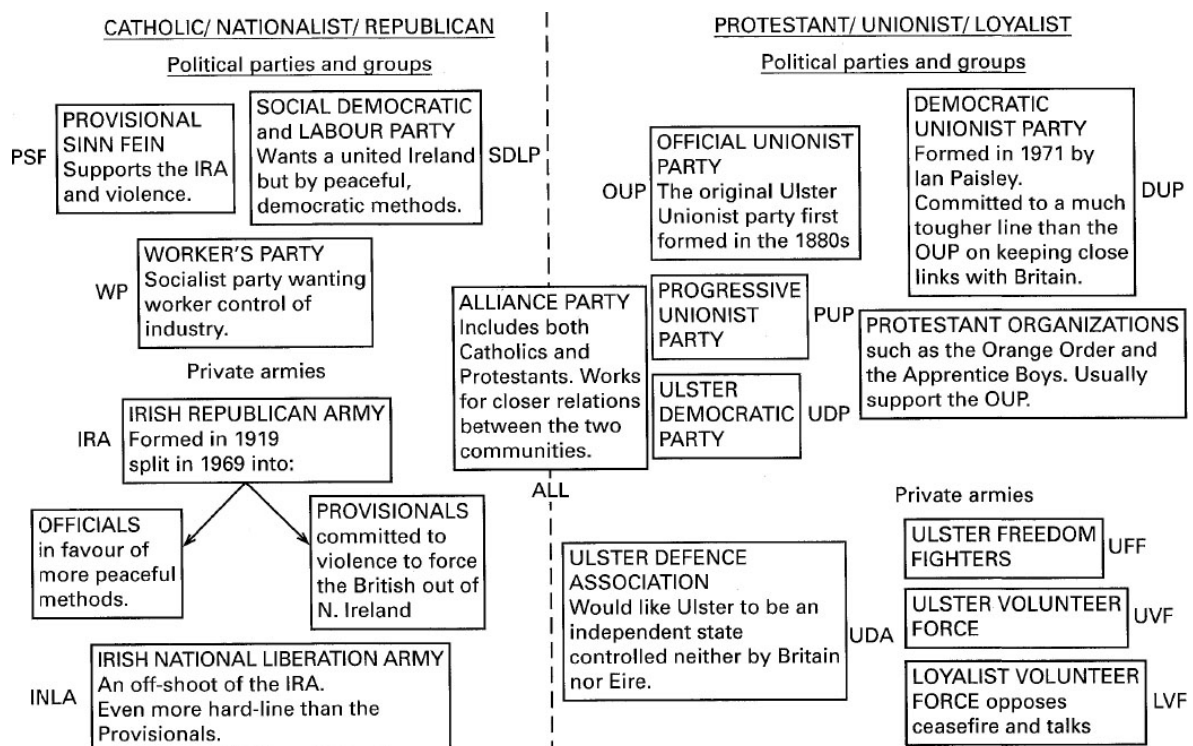 CATHOLIC/ NATIONALIST/ REPUBLICAN
Political parties and groups
PSF
PROVISIONAL
SINN FEIN
Supports the IRA
and violence.
SOCIAL DEMOCRATIC
and LABOUR PARTY
Wants a united Ireland
but by peaceful,
democratic methods.
SDLP
WP
WORKER'S PARTY
Socialist party wanting
worker control of
industry.
Private armies
IRA
IRISH REPUBLICAN ARMY
Formed in 1919
split in 1969 into:
OFFICIALS
in favour of
more peaceful
methods.
PROVISIONALS
committed to
violence to force
the British out of
N. Ireland
INLA
IRISH NATIONAL LIBERATION ARMY
An off-shoot of the IRA.
Even more hard-line than the
Provisionals.
ALLIANCE PARTY
Includes both
Catholics and
Protestants. Works
for closer relations
between the two
communities.
ALL
PROTESTANT/ UNIONIST/ LOYALIST
Political parties and groups
OUP
OFFICIAL UNIONIST
PARTY
The original Ulster
Unionist party first
formed in the 1880s
DEMOCRATIC
UNIONIST PARTY
Formed in 1971 by
Ian Paisley.
Committed to a much
tougher line than the
OUP on keeping close
links with Britain.
DUP
PROGRESSIVE
UNIONIST
PARTY
PUP
PROTESTANT ORGANIZATIONS
such as the Orange Order and
the Apprentice Boys. Usually
support the OUP.
ULSTER
DEMOCRATIC
PARTY
UDP
Private armies
ULSTER DEFENCE
ASSOCIATION
Would like Ulster to be an
independent state
controlled neither by Britain
nor Eire.
UDA
ULSTER FREEDOM
FIGHTERS
UFF
ULSTER VOLUNTEER
FORCE
UVF
LOYALIST VOLUNTEER
FORCE opposes
ceasefire and talks
LVF